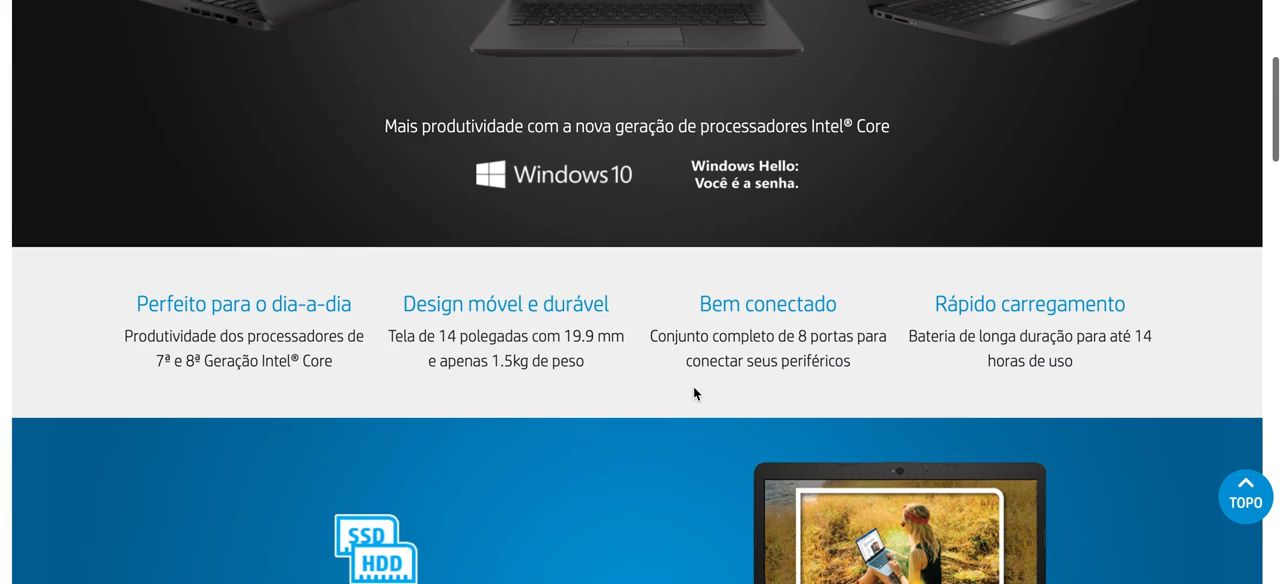 Mais produtividade com a nova geração de processadores Intel® Core
Windows 10
Windows Hello:
Você é a senha.
Perfeito para o dia-a-dia
Produtividade dos processadores de
7ª e 8ª Geração Intel® Core
Design móvel e durável
Tela de 14 polegadas com 19.9 mm
e apenas 1.5kg de peso
Bem conectado
Conjunto completo de 8 portas para
conectar seus periféricos
Rápido carregamento
Bateria de longa duração para até 14
horas de uso
SSD
HDD
TOPO